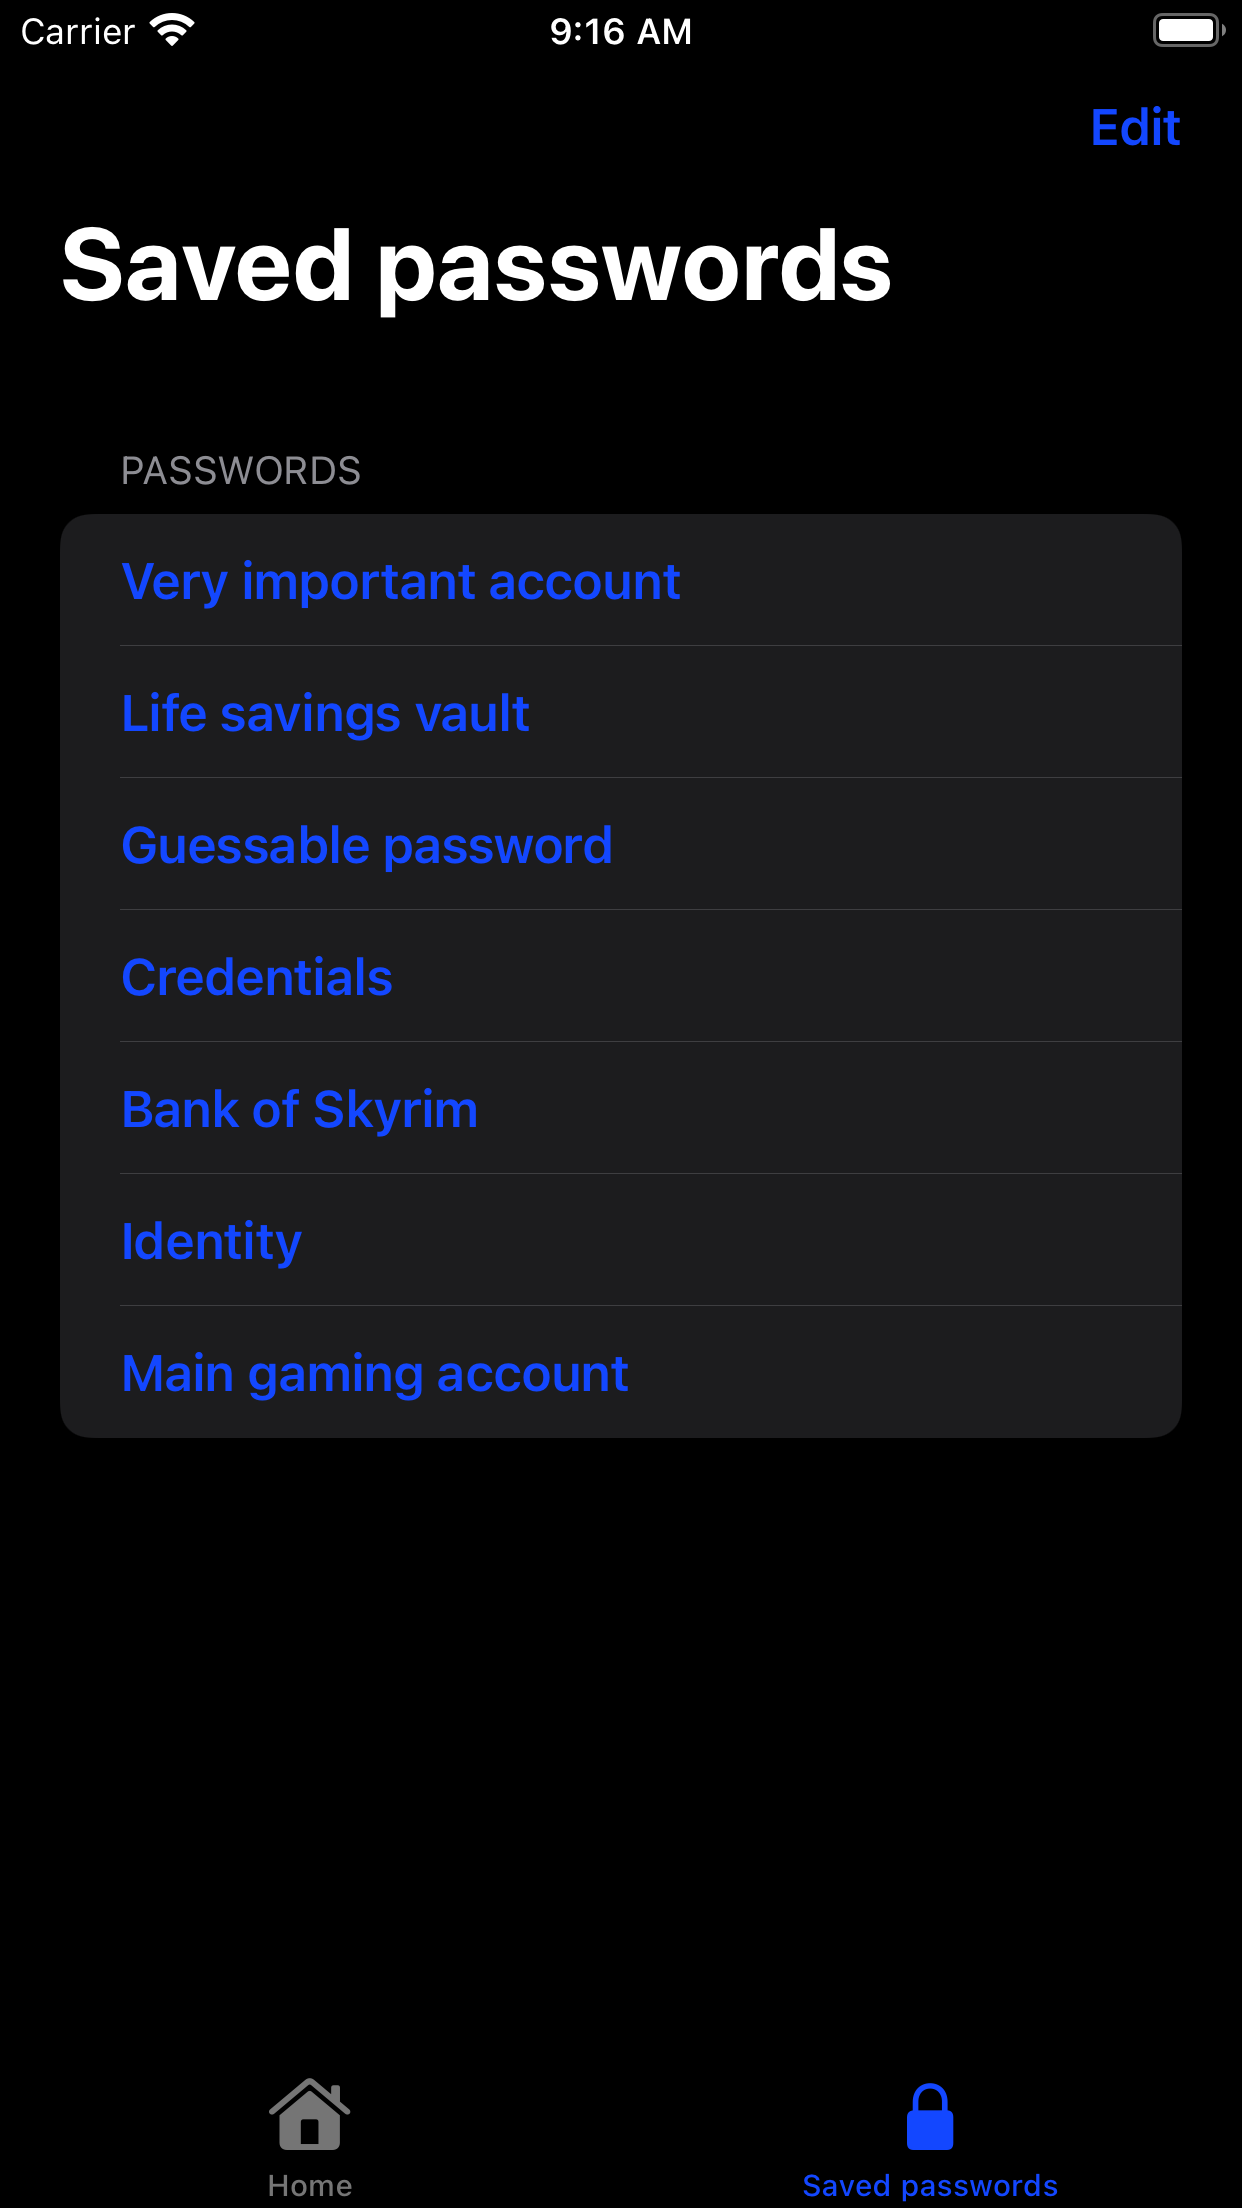 Carrier 9:16 AM
Edit
Saved passwords
PASSWORDS
Very important account
Life savings vault
Guessable password
Credentials
Bank of Skyrim
Identity
Main gaming account
Home Saved passwords